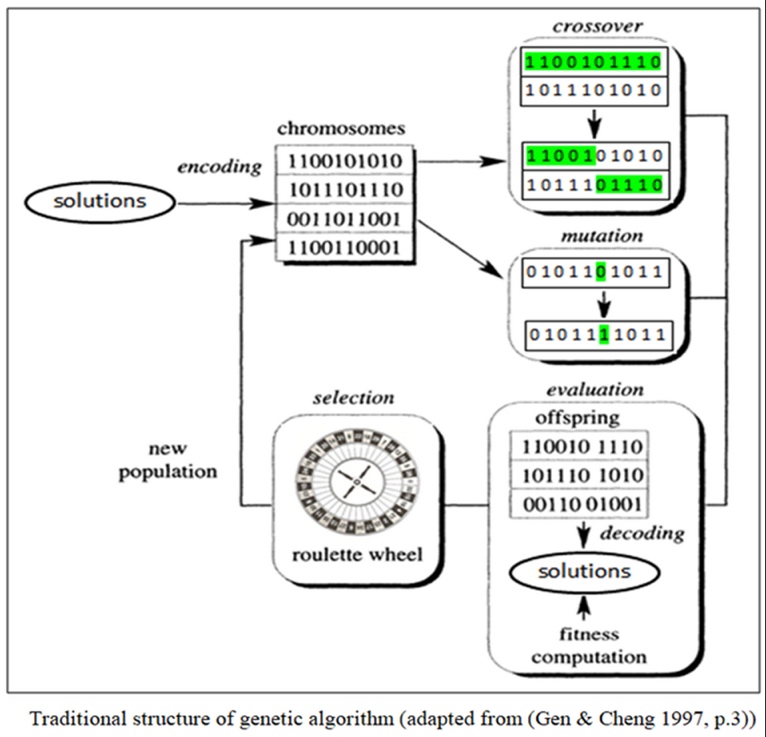 crossover
1100101110
1011101010
1100101010
1011101110
chromosomes
encoding
1100101010
1011101110
0011011001
1100110001
solutions
mutation
0101101011
0101111011
selection
evaluation
offspring
110010 1110
101110 1010
00110 01001
new
population
decoding
roulette wheel
solutions
fitness
computation
Traditional structure of genetic algorithm (adapted from (Gen & Cheng 1997, p.3))